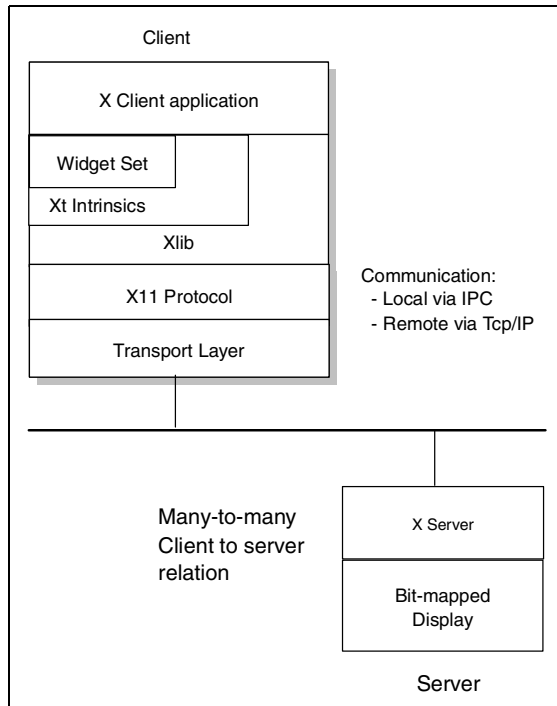 Client
X Client application
Widget Set
Xt Intrinsics
Xlib
X11 Protocol
Transport Layer
Communication:
- Local via IPC
- Remote via Tcp/IP
Many-to-many
Client to server
relation
X Server
Bit-mapped
Display
Server